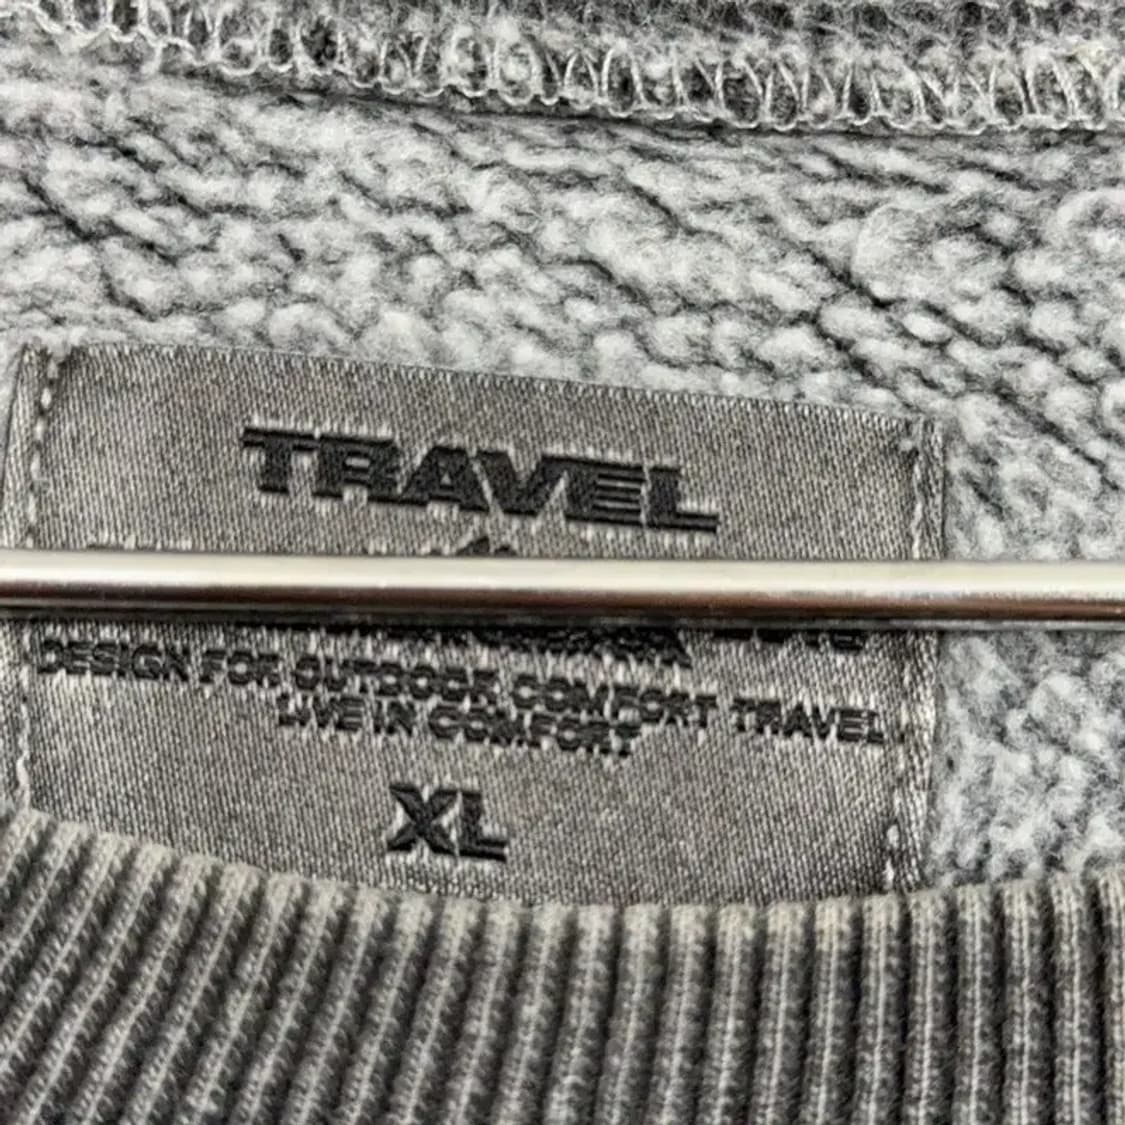 TRAVEL
DESIGN FOR OUTDOOR COMFORT TRAVEL
LIVE IN COMFORT
XL